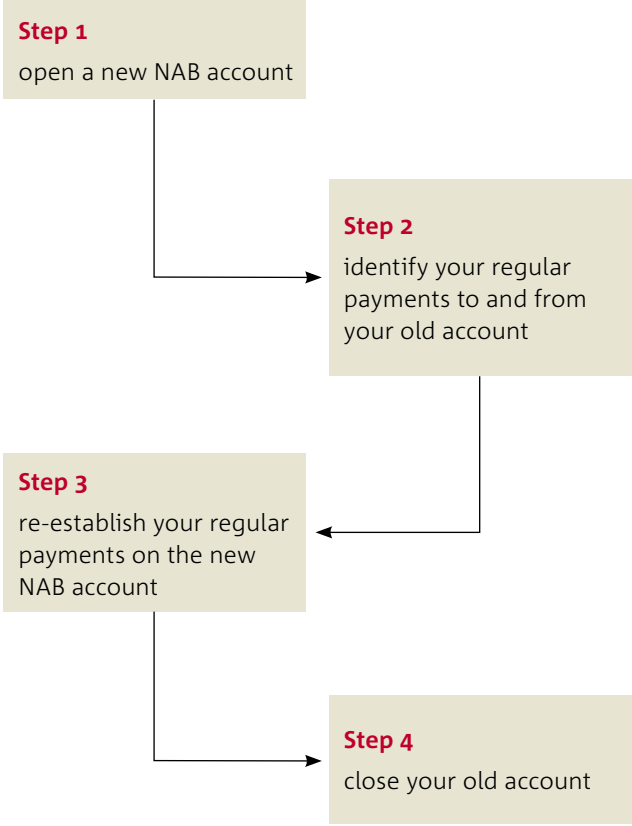 Step 1
open a new NAB account
Step 2
identify your regular
payments to and from
your old account
Step 3
re-establish your regular
payments on the new
NAB account
Step 4
close your old account